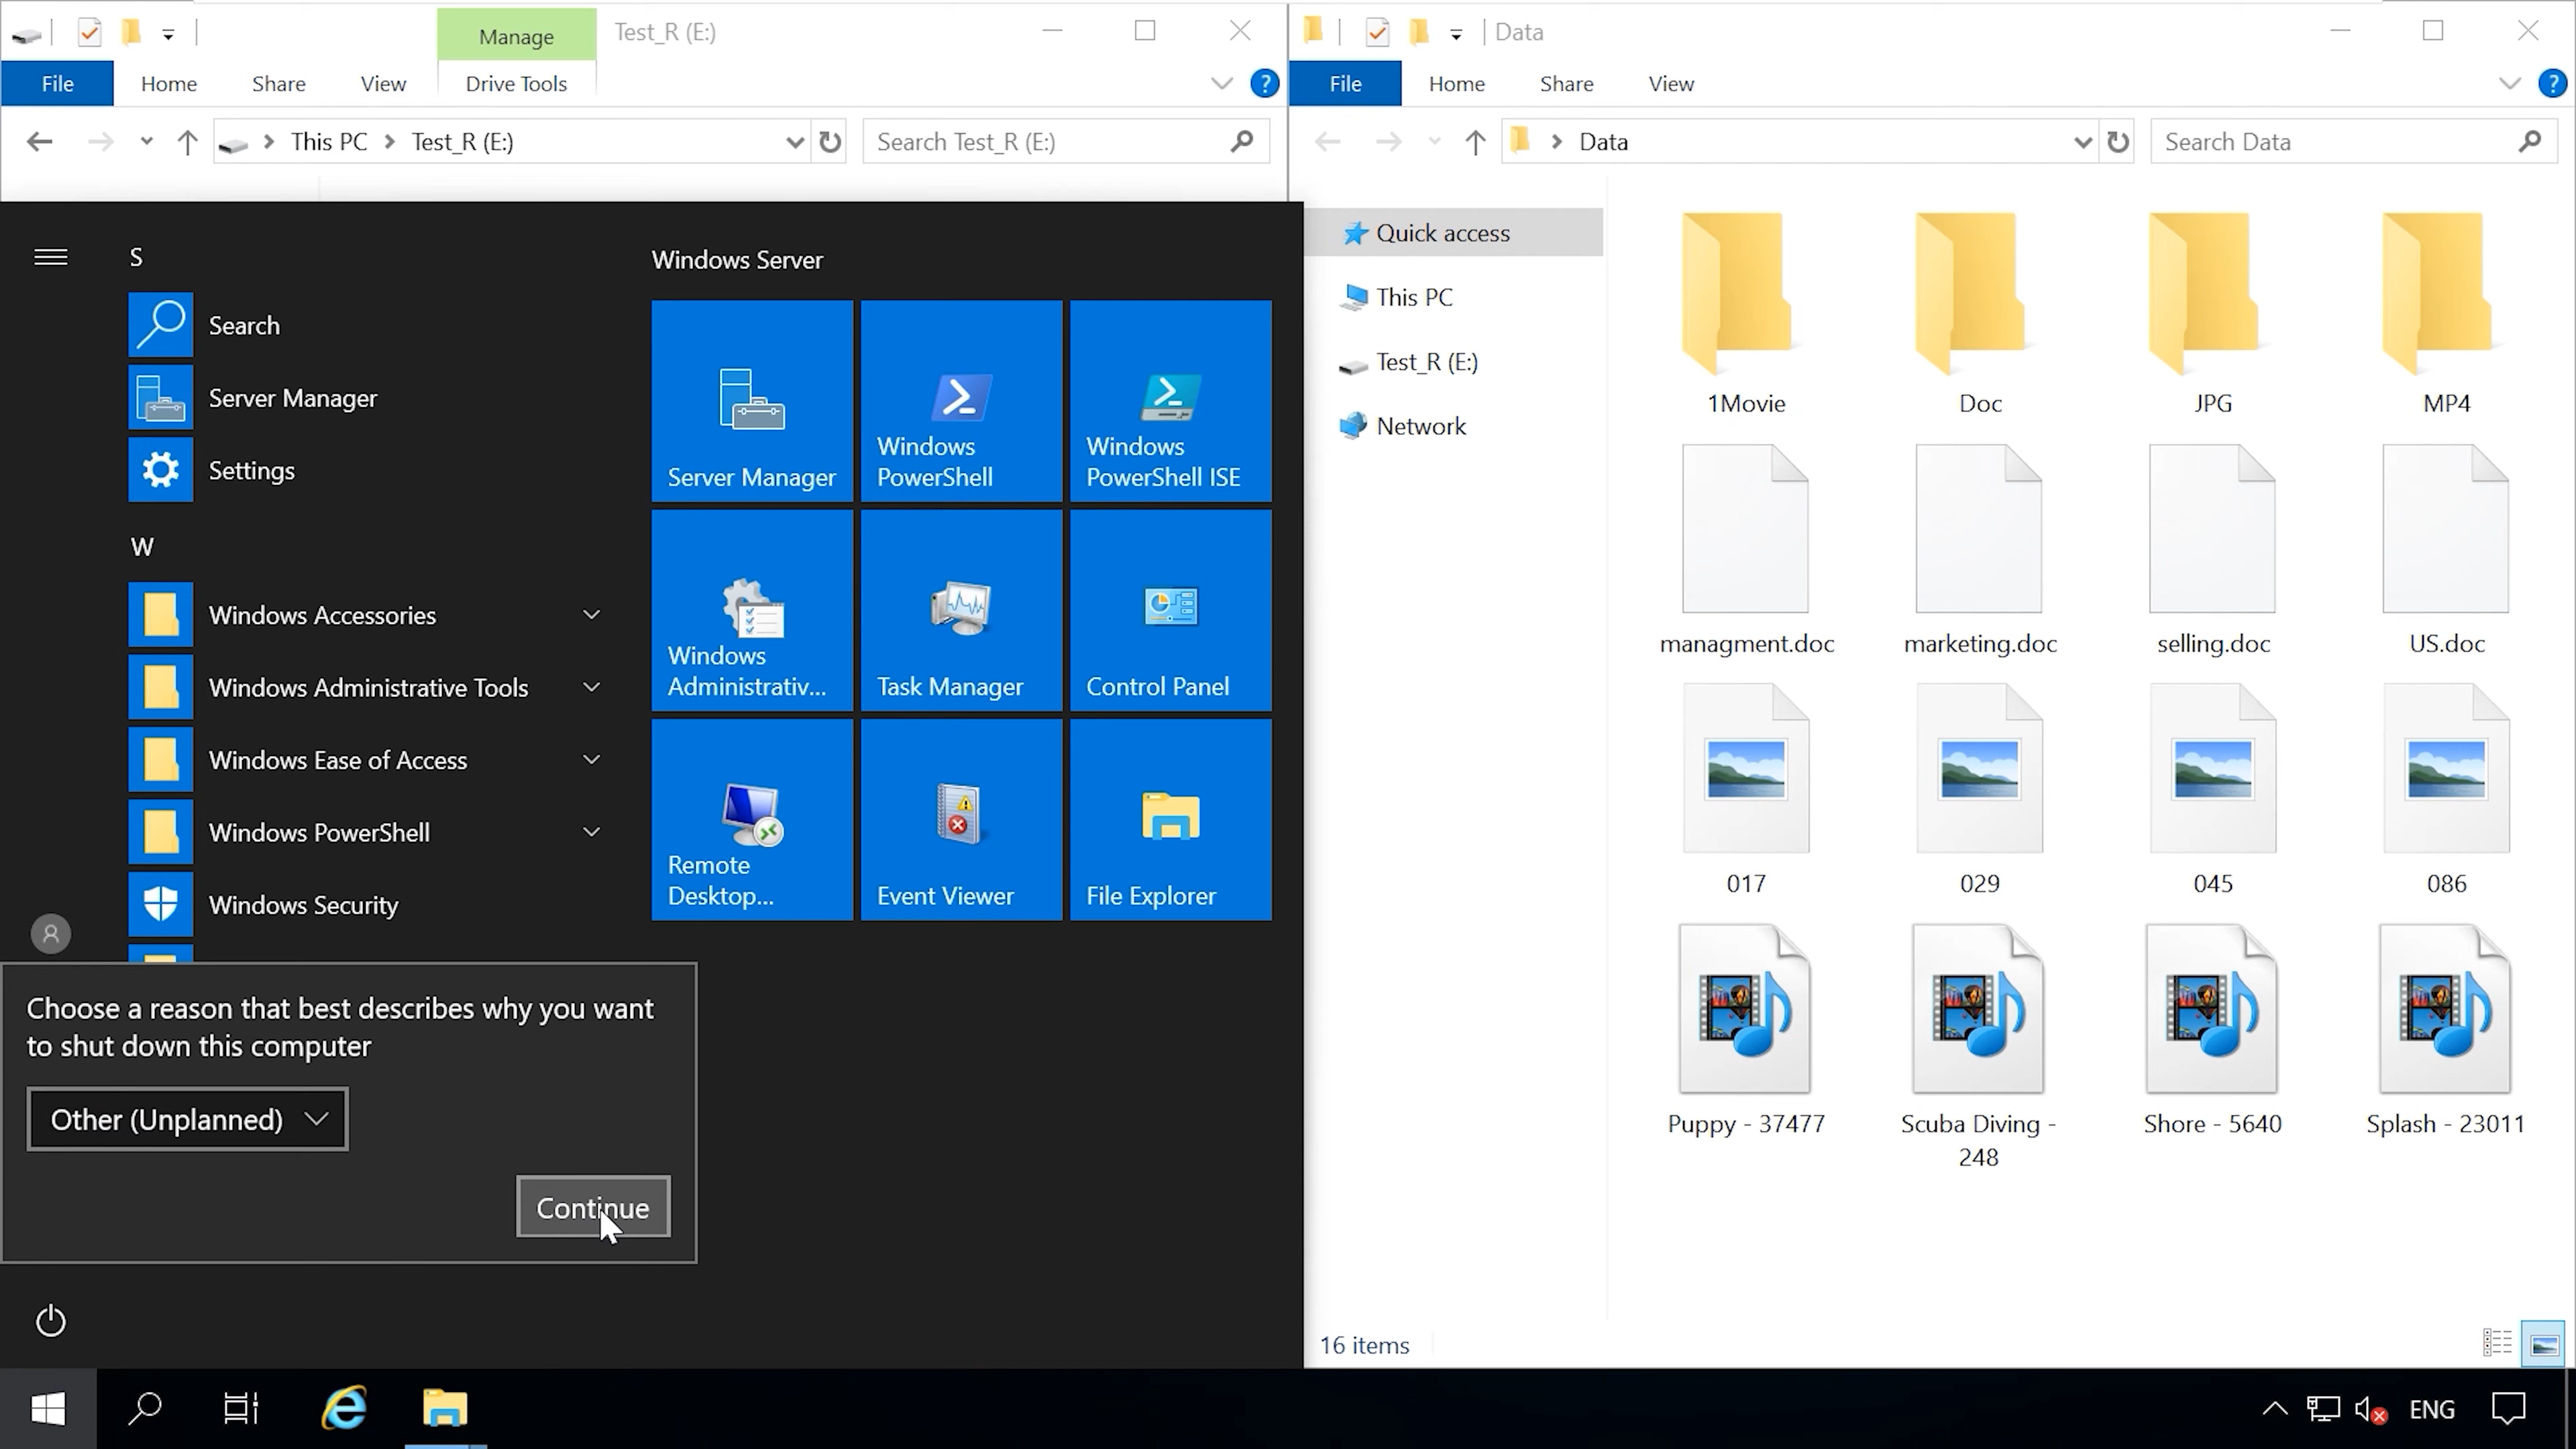 Manage
Test_R (E:)
File
Home
Share
View
Drive Tools
?
This PC
Test_R (E:)
Search Test_R (E:)
Data
File
Home
Share
View
?
Data
Search Data
S
Search
Server Manager
Settings
W
Windows Accessories
Windows Administrative Tools
Windows Ease of Access
Windows PowerShell
Windows Security
Windows Server
Server Manager
Windows
PowerShell
Windows
PowerShell ISE
Windows
Administrativ...
Task Manager
Control Panel
Remote
Desktop...
Event Viewer
File Explorer
Choose a reason that best describes why you want
to shut down this computer
Other (Unplanned)
Continue
Quick access
This PC
Test_R (E:)
Network
1Movie
Doc
JPG
MP4
managment.doc
marketing.doc
selling.doc
US.doc
017
029
045
086
Puppy - 37477
Scuba Diving -
248
Shore - 5640
Splash - 23011
16 items
ENG